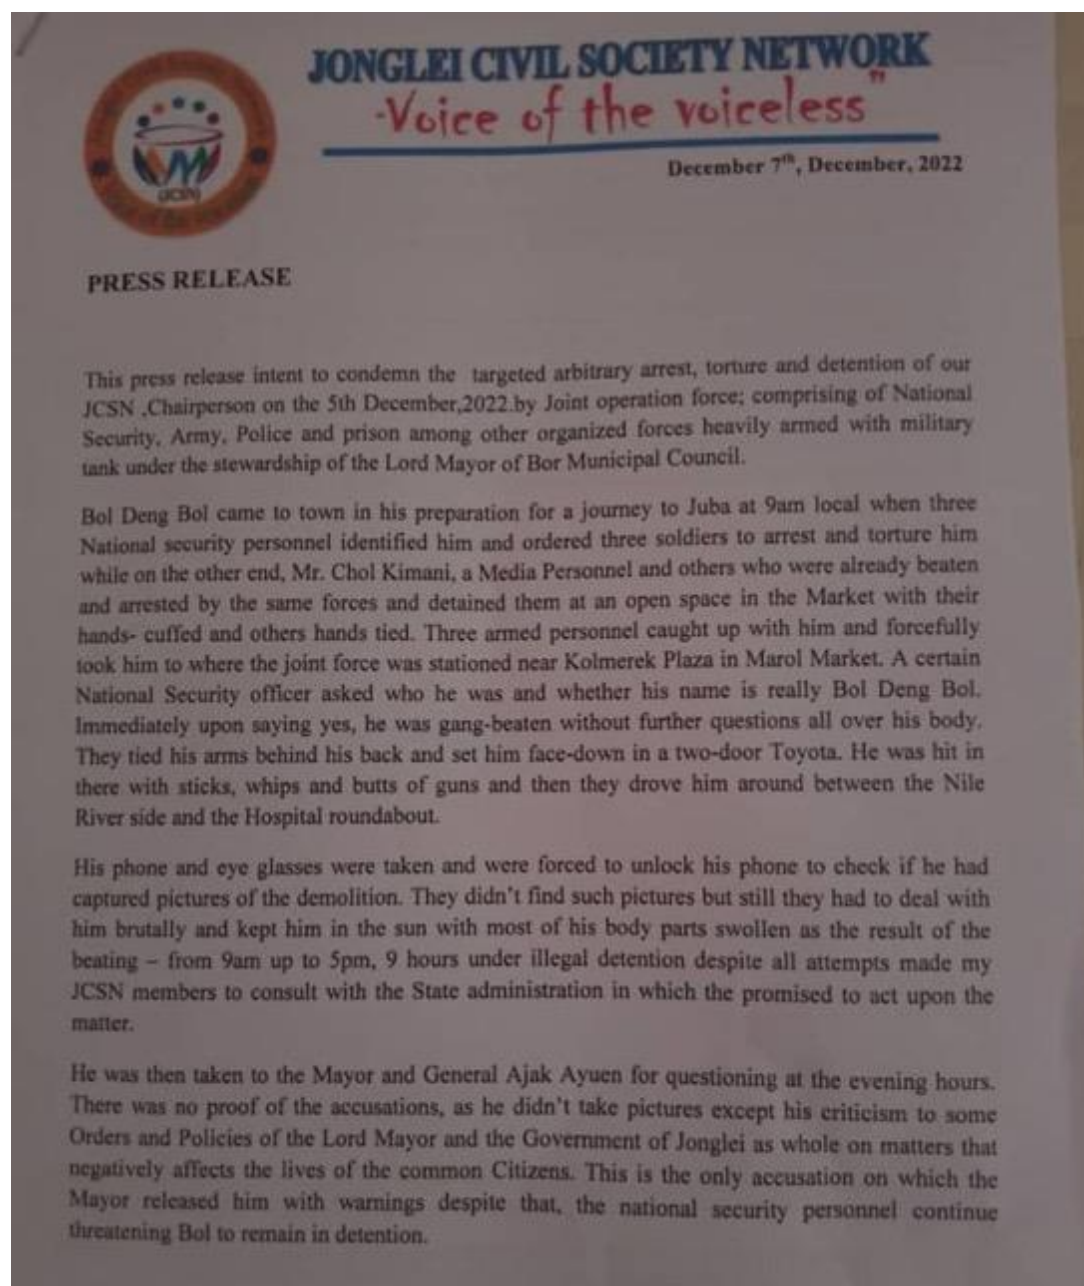 JONGLEI CIVIL SOCIETY NETWORK
-Voice of the voiceless"
December 7th, December, 2022
(JCSN)
PRESS RELEASE
This press release intent to condemn the targeted arbitrary arrest, torture and detention of our
JCSN ,Chairperson on the 5th December,2022.by Joint operation force; comprising of National
Security, Army, Police and prison among other organized forces heavily armed with military
tank under the stewardship of the Lord Mayor of Bor Municipal Council.
Bol Deng Bol came to town in his preparation for a journey to Juba at 9am local when three
National security personnel identified him and ordered three soldiers to arrest and torture him
while on the other end, Mr. Chol Kimani, a Media Personnel and others who were already beaten
and arrested by the same forces and detained them at an open space in the Market with their
hands- cuffed and others hands tied. Three armed personnel caught up with him and forcefully
took him to where the joint force was stationed near Kolmerek Plaza in Marol Market. A certain
National Security officer asked who he was and whether his name is really Bol Deng Bol.
Immediately upon saying yes, he was gang-beaten without further questions all over his body.
They tied his arms behind his back and set him face-down in a two-door Toyota. He was hit in
there with sticks, whips and butts of guns and then they drove him around between the Nile
River side and the Hospital roundabout.
His phone and eye glasses were taken and were forced to unlock his phone to check if he had
captured pictures of the demolition. They didn't find such pictures but still they had to deal with
him brutally and kept him in the sun with most of his body parts swollen as the result of the
beating – from 9am up to 5pm, 9 hours under illegal detention despite all attempts made my
JCSN members to consult with the State administration in which the promised to act upon the
matter.
He was then taken to the Mayor and General Ajak Ayuen for questioning at the evening hours.
There was no proof of the accusations, as he didn't take pictures except his criticism to some
Orders and Policies of the Lord Mayor and the Government of Jonglei as whole on matters that
negatively affects the lives of the common Citizens. This is the only accusation on which the
Mayor released him with warnings despite that, the national security personnel continue
threatening Bol to remain in detention.